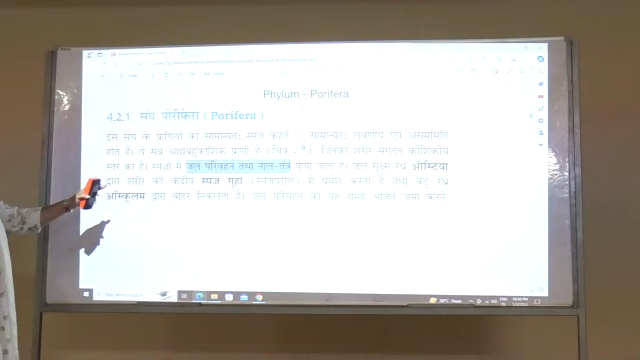 Phylum - Porifera
4.2.1 संघ पोरीफेरा ( Porifera )
इस संघ के प्राणियों को सामान्यतः स्पंज कहते सामान्यतः लवणीय एवं असममिति
होते हैं। ये सब आद्यबहुकोशिक प्राणी हैं (चित्र जिनका शरीर संगठन कोशिकीय
स्तर का है। स्पंजों में जल परिवहन तथा नाल-तंत्र पाया जाता है। जल सूक्ष्म रंध्र ऑस्टिया
द्वारा शरीर की केंद्रीय स्पंज गुहा (स्पंजोशील) में प्रवेश करता है तथा बड़े रंध्र
ऑस्कुलम द्वारा बाहर निकलता है। जल परिवहन का यह रास्ता भोजन जमा करने